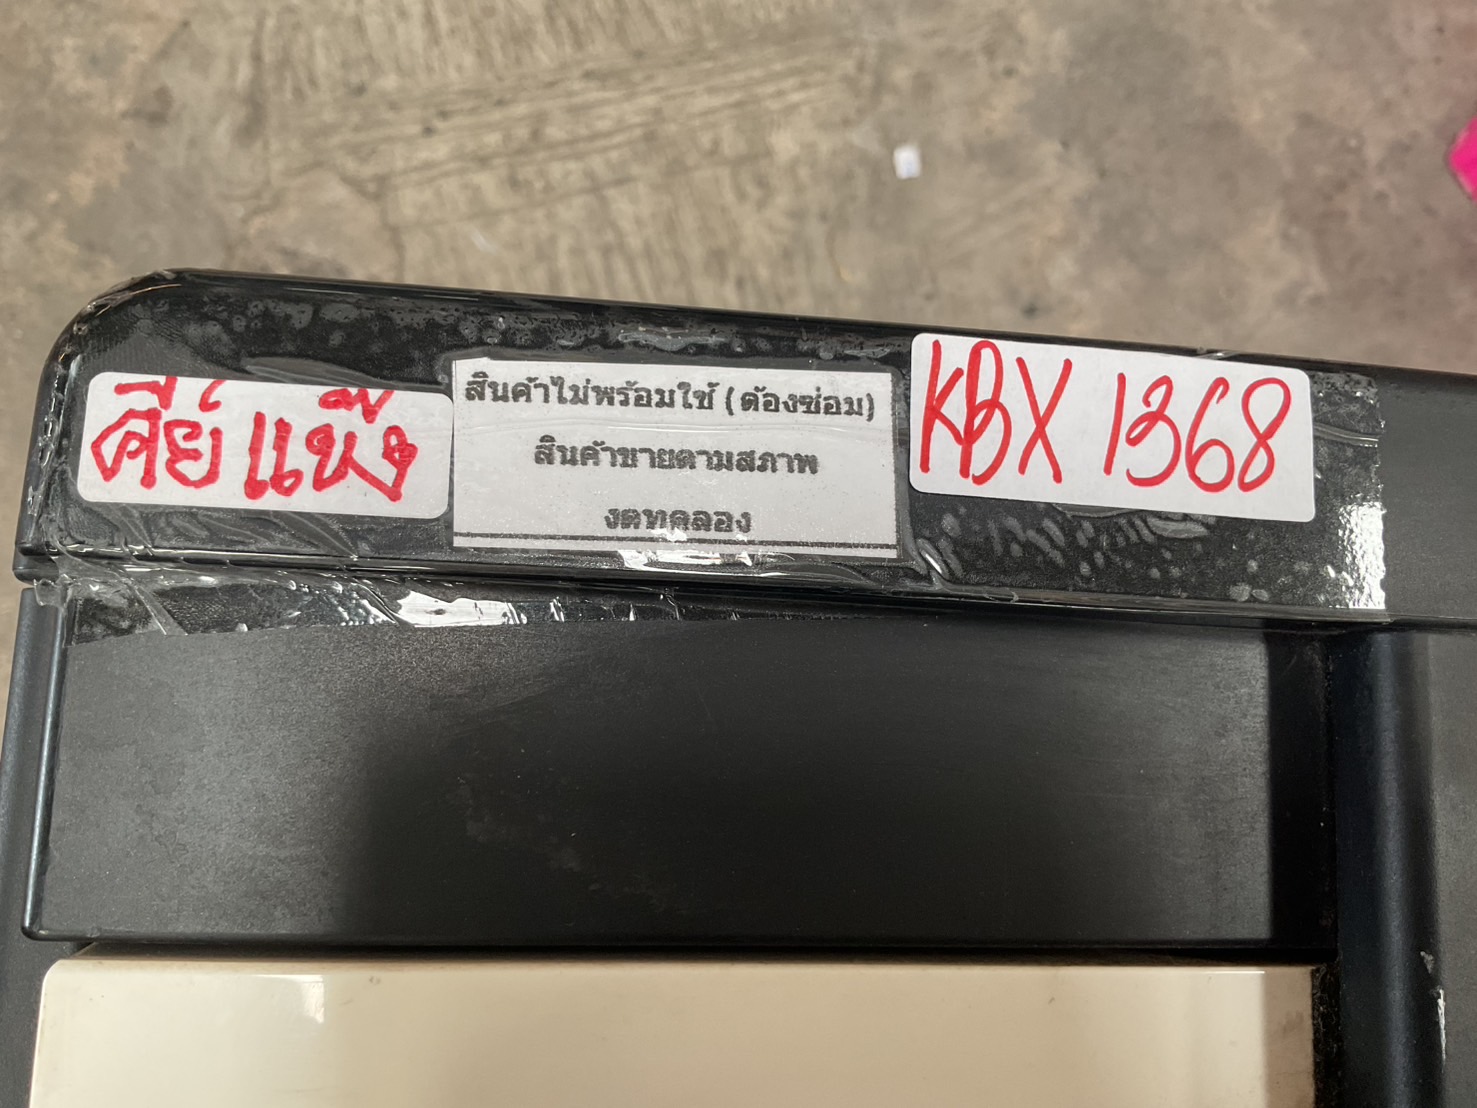 คีย์แข็ง
สินค้าไม่พร้อมใช้ (ต้องซ่อม)
สินค้าขายตามสภาพ
งดทดลอง
KBX 1368